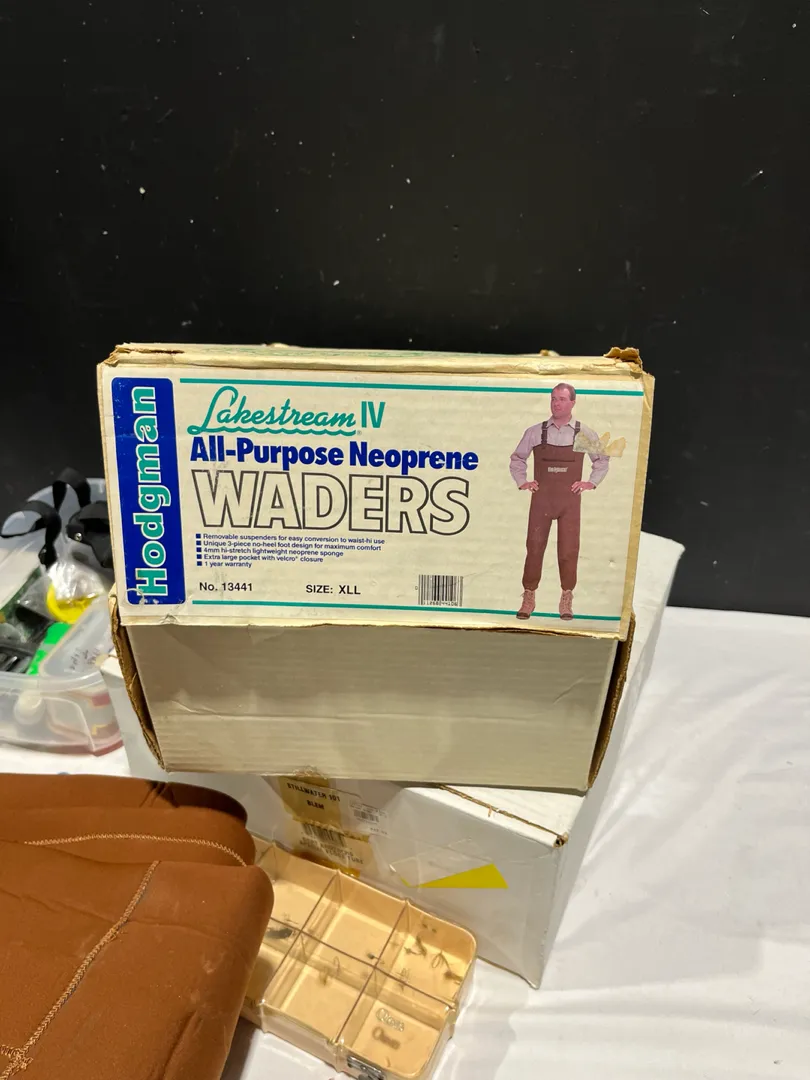 Hodgman
Lakestream IV
All-Purpose Neoprene
WADERS
■ Removable suspenders for easy conversion to waist-hi use
■ Unique 3-piece no-heel foot design for maximum comfort
■ 4mm hi-stretch lightweight neoprene sponge
■ Extra large pocket with velcro® closure
■ 1 year warranty
No. 13441 SIZE: XLL
STILLWATER 101